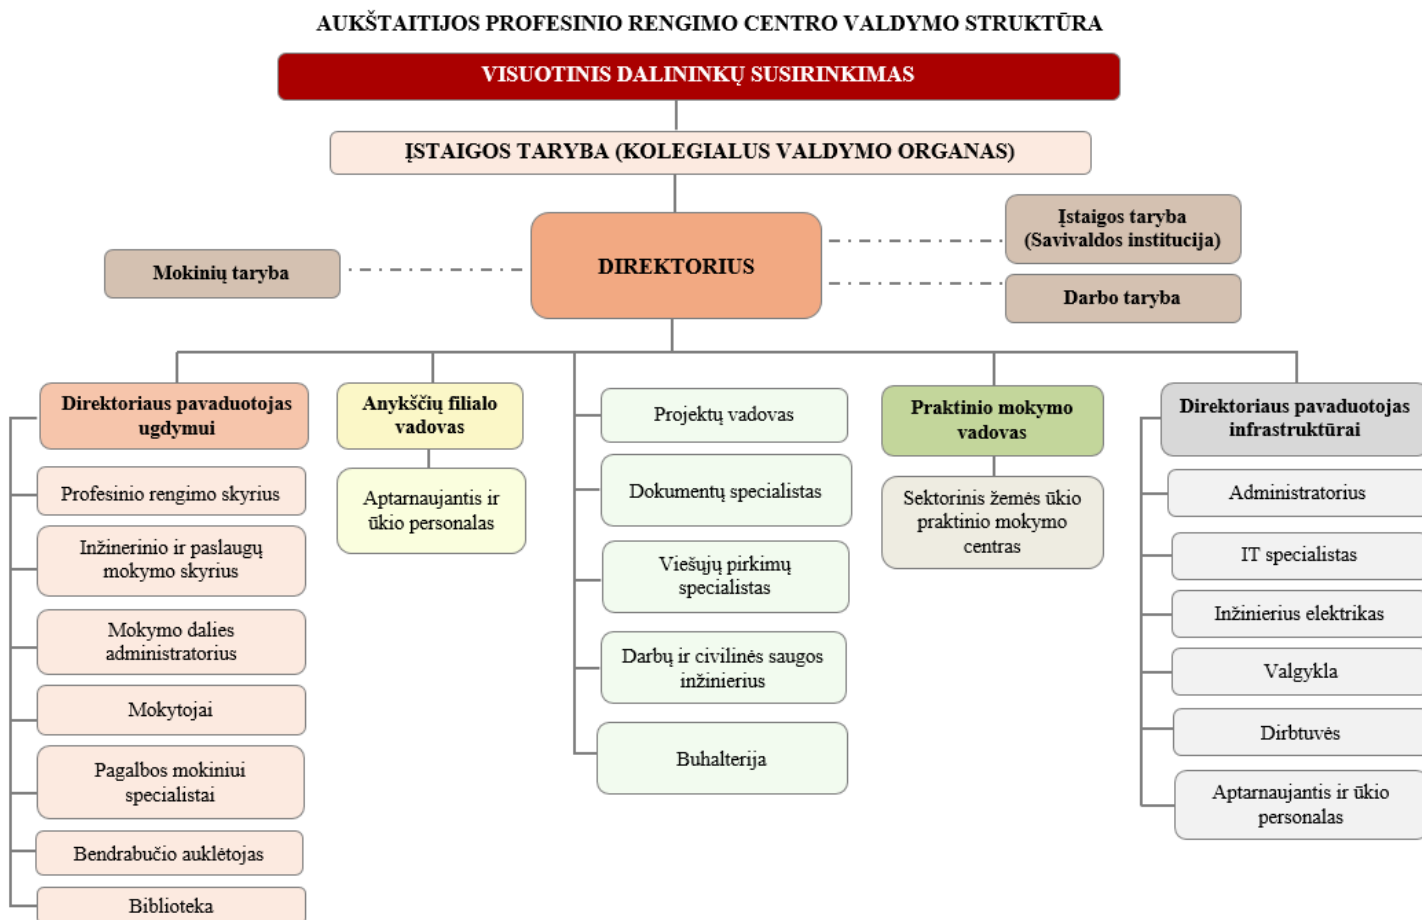 AUKŠTAITIJOS PROFESINIO RENGIMO CENTRO VALDYMO STRUKTŪRA
VISUOTINIS DALININKŲ SUSIRINKIMAS
ĮSTAIGOS TARYBA (KOLEGIALUS VALDYMO ORGANAS)
Mokinių taryba
DIREKTORIUS
Įstaigos taryba
(Savivaldos institucija)
Darbo taryba
Direktoriaus pavaduotojas
ugdymui
Profesinio rengimo skyrius
Inžinerinio ir paslaugų
mokymo skyrius
Mokymo dalies
administratorius
Mokytojai
Pagalbos mokiniui
specialistai
Bendrabučio auklėtojas
Biblioteka
Anykščių filialo
vadovas
Aptarnaujantis ir
ūkio personalas
Projektų vadovas
Dokumentų specialistas
Viešųjų pirkimų
specialistas
Darbų ir civilinės saugos
inžinierius
Buhalterija
Praktinio mokymo
vadovas
Sektorinis žemės ūkio
praktinio mokymo
centras
Direktoriaus pavaduotojas
infrastruktūrai
Administratorius
IT specialistas
Inžinierius elektrikas
Valgykla
Dirbtuvės
Aptarnaujantis ir ūkio
personalas